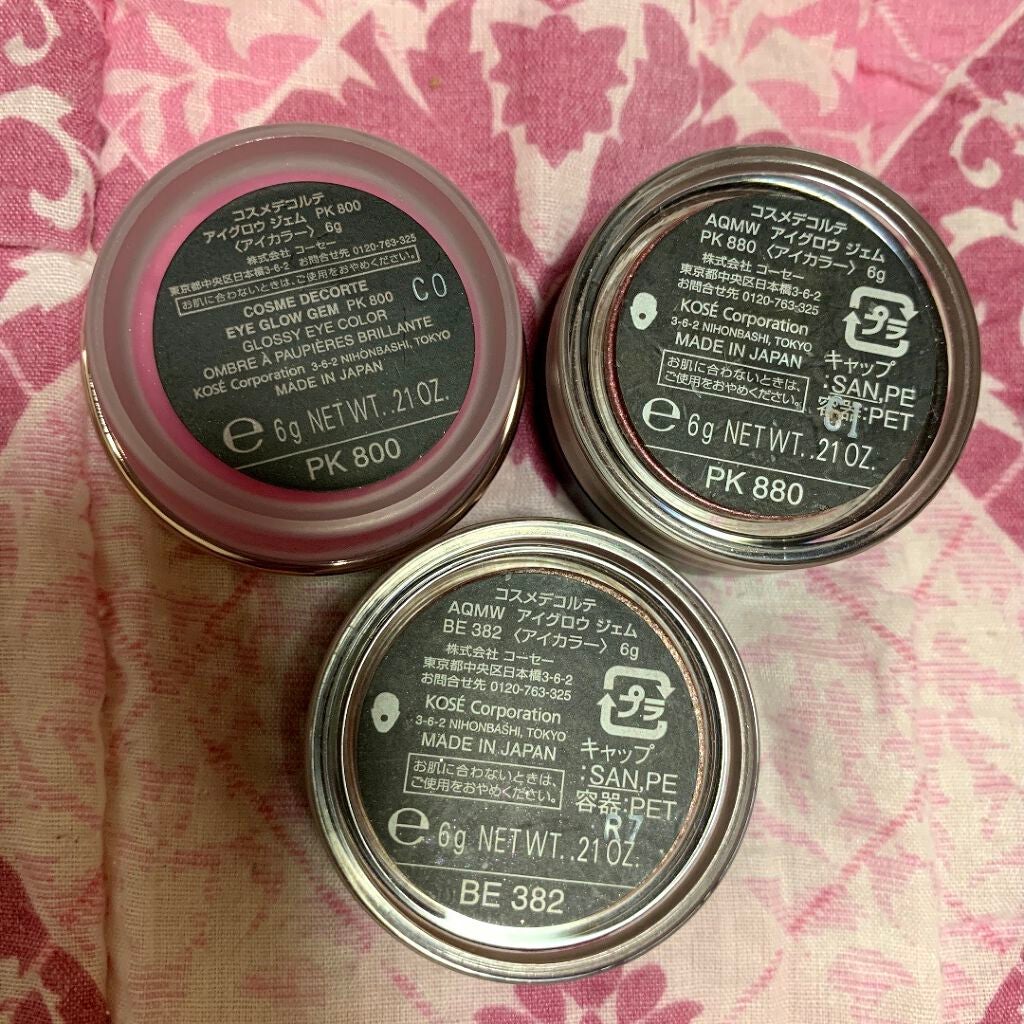 コスメデコルテ
アイグロウ ジェム PK 800
〈アイカラー〉 6g
株式会社 コーセー
東京都中央区日本橋3-6-2 お問合せ先 0120-763-325
お肌に合わないときは、ご使用をおやめください。
COSME DECORTE
EYE GLOW GEM PK 800
GLOSSY EYE COLOR
OMBRE À PAUPIÈRES BRILLANTE
KOSÉ Corporation 3-6-2 NIHONBASHI, TOKYO
MADE IN JAPAN
CO
e 6g NET WT. .21 OZ.
PK 800
コスメデコルテ
AQMW アイグロウ ジェム
PK 880 〈アイカラー〉 6g
株式会社 コーセー
東京都中央区日本橋3-6-2
お問合せ先 0120-763-325
KOSÉ Corporation
3-6-2 NIHONBASHI, TOKYO
MADE IN JAPAN
お肌に合わないときは、
ご使用をおやめください。
プラ
キャップ
:SAN,PE
容器:PET
e 6g NET WT. .21 OZ.
PK 880
コスメデコルテ
AQMW アイグロウ ジェム
BE 382 〈アイカラー〉 6g
株式会社 コーセー
東京都中央区日本橋3-6-2
お問合せ先 0120-763-325
KOSÉ Corporation
3-6-2 NIHONBASHI, TOKYO
MADE IN JAPAN
お肌に合わないときは、
ご使用をおやめください。
プラ
キャップ
:SAN,PE
容器:PET
R7
e 6g NET WT. .21 OZ.
BE 382